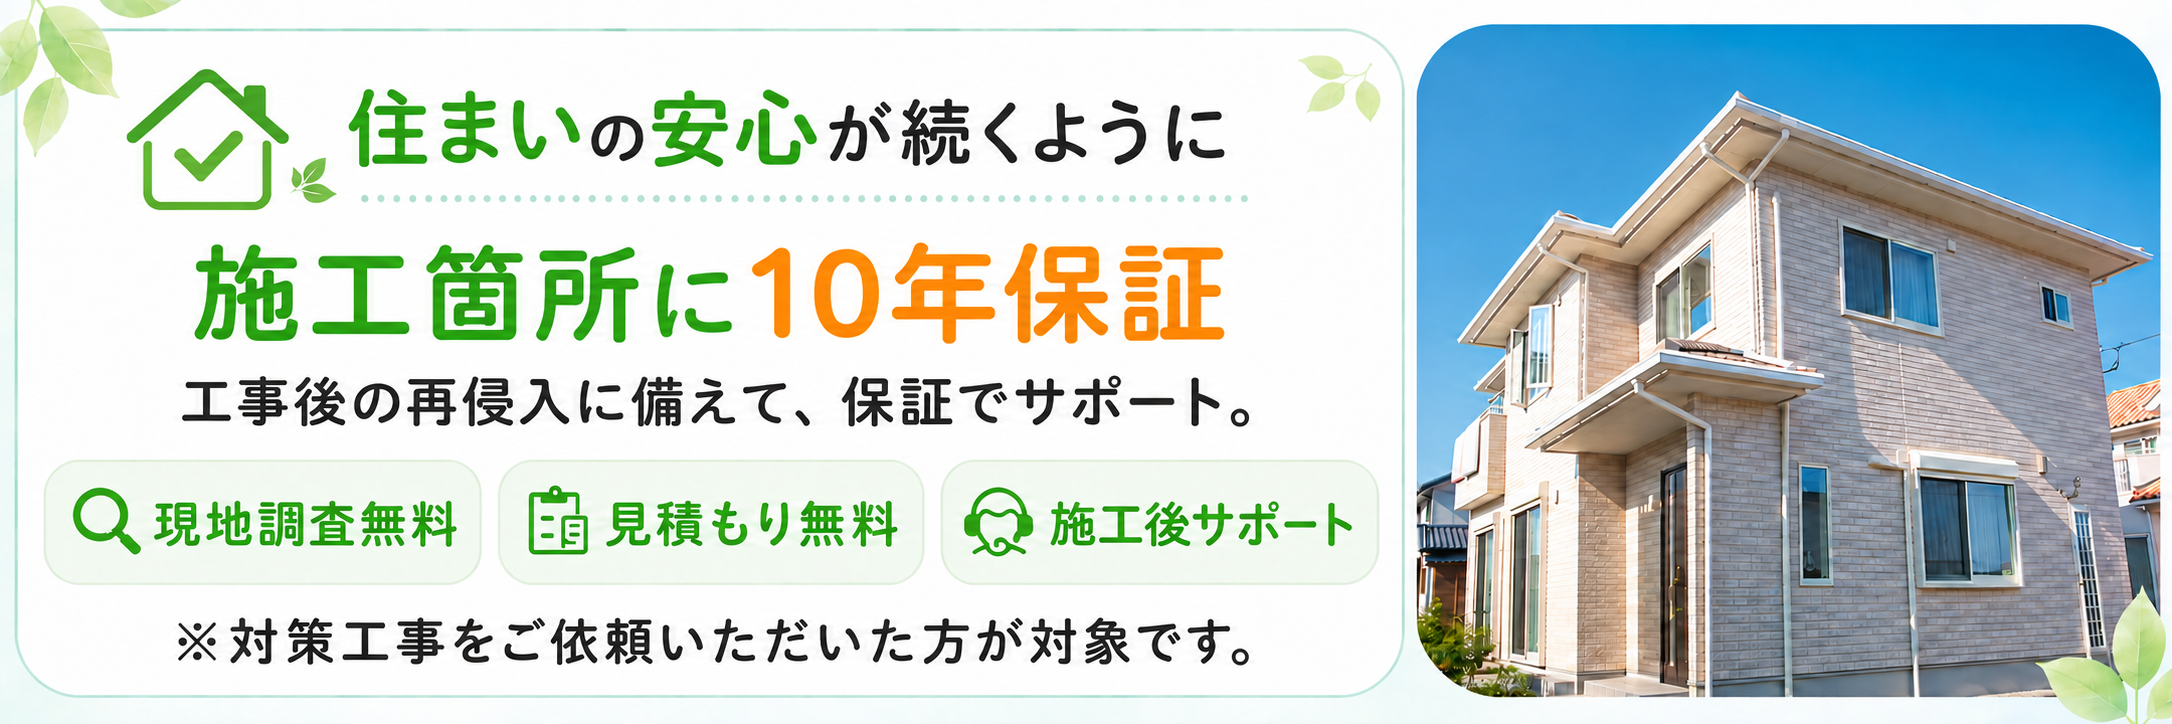 住まいの安心が続くように
施工箇所に10年保証
工事後の再侵入に備えて、保証でサポート。
現地調査無料
見積もり無料
施工後サポート
※対策工事をご依頼いただいた方が対象です。